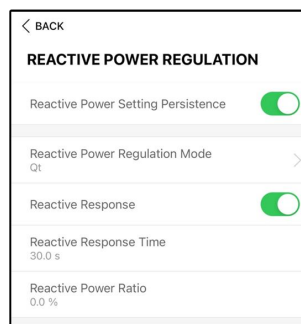 BACK
REACTIVE POWER REGULATION
Reactive Power Setting Persistence
Reactive Power Regulation Mode
Qt
Reactive Response
Reactive Response Time
30.0 s
Reactive Power Ratio
0.0 %